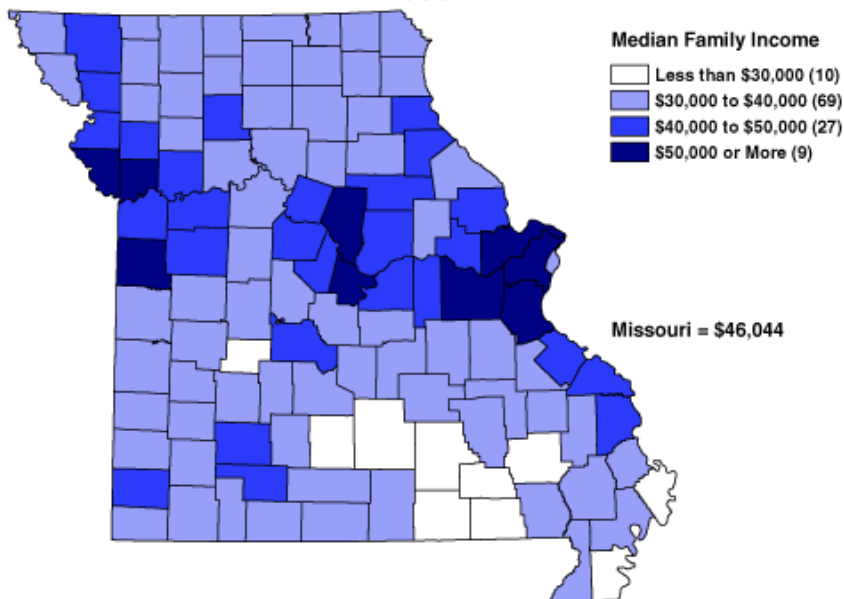 Median Family Income
Less than $30,000 (10)
$30,000 to $40,000 (69)
$40,000 to $50,000 (27)
$50,000 or More (9)
Missouri = $46,044